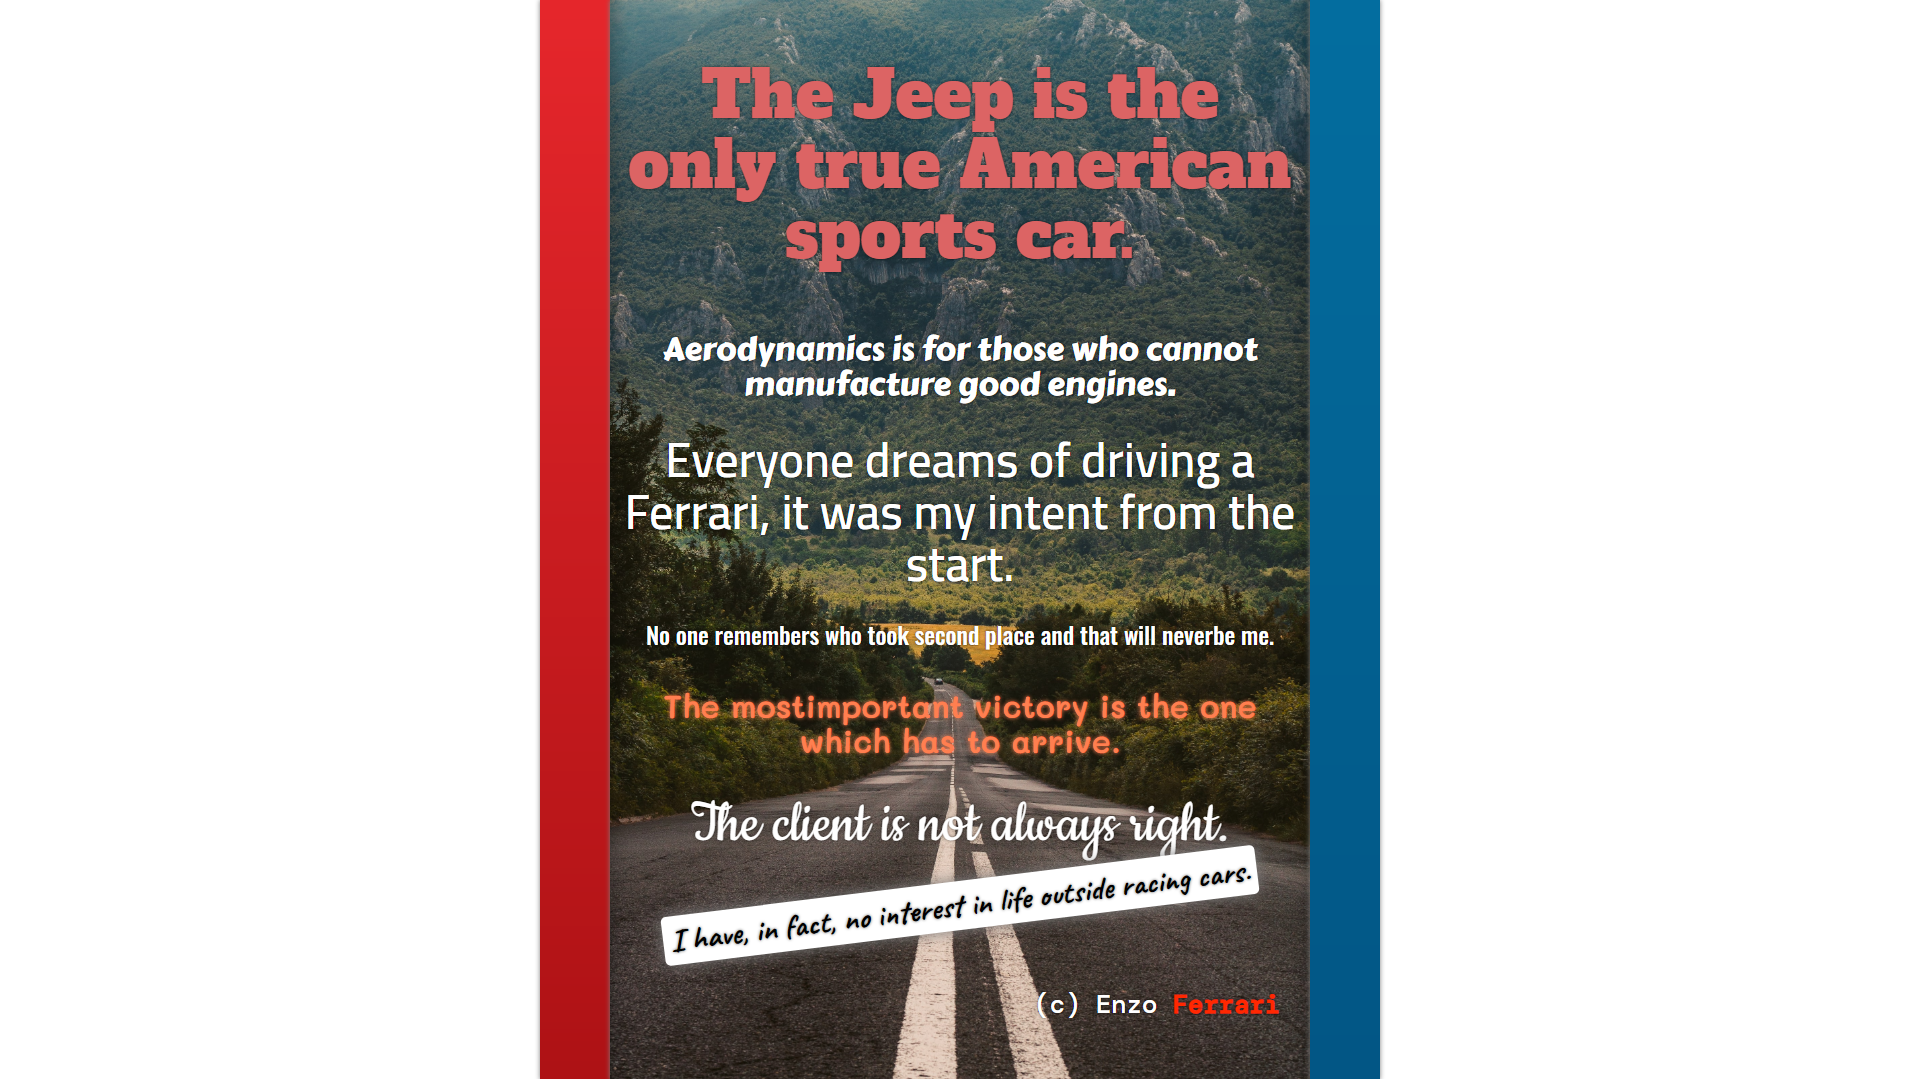 The Jeep is the
only true American
sports car.
Aerodynamics is for those who cannot
manufacture good engines.
Everyone dreams of driving a
Ferrari, it was my intent from the
start.
No one remembers who took second place and that will neverbe me.
The mostimportant victory is the one
which has to arrive.
The client is not always right.
I have, in fact, no interest in life outside racing cars.
(c) Enzo Ferrari